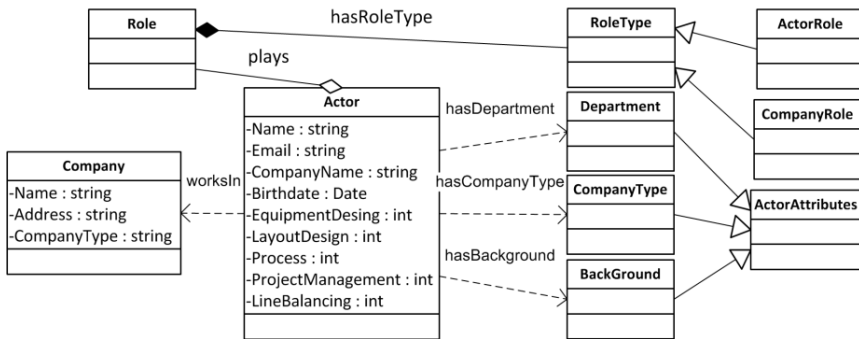 Role
hasRoleType
RoleType
ActorRole
plays
Actor
-Name : string
-Email : string
-CompanyName : string
-Birthdate : Date
-EquipmentDesing : int
-LayoutDesign : int
-Process : int
-ProjectManagement : int
-LineBalancing : int
hasDepartment
Department
CompanyRole
Company
-Name : string
-Address : string
-CompanyType : string
worksIn
hasCompanyType
CompanyType
ActorAttributes
hasBackground
BackGround